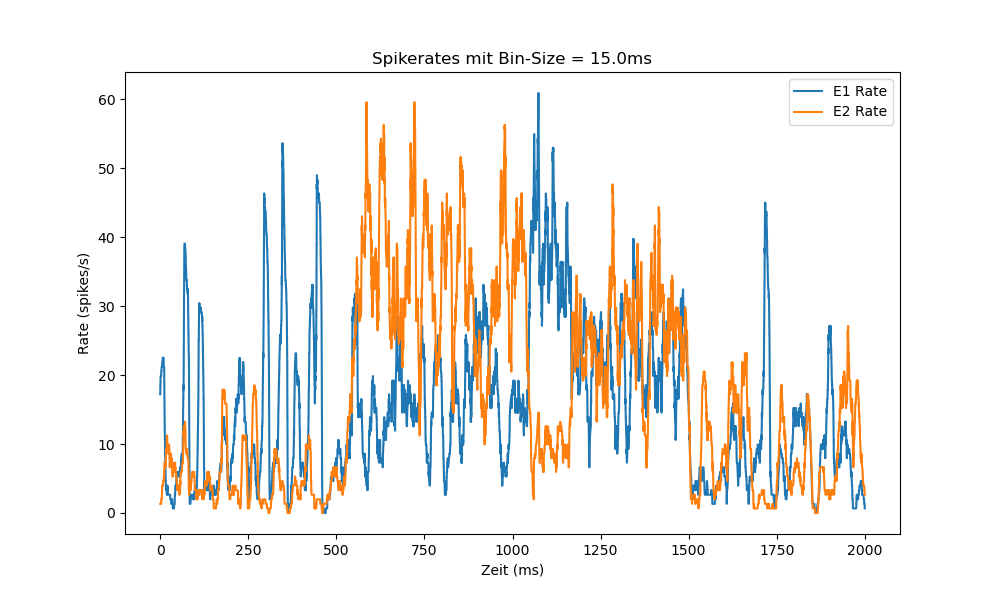 Spikerates mit Bin-Size = 15.0ms
E1 Rate
E2 Rate
Rate (spikes/s)
60
50
40
30
20
10
0
0 250 500 750 1000 1250 1500 1750 2000
Zeit (ms)